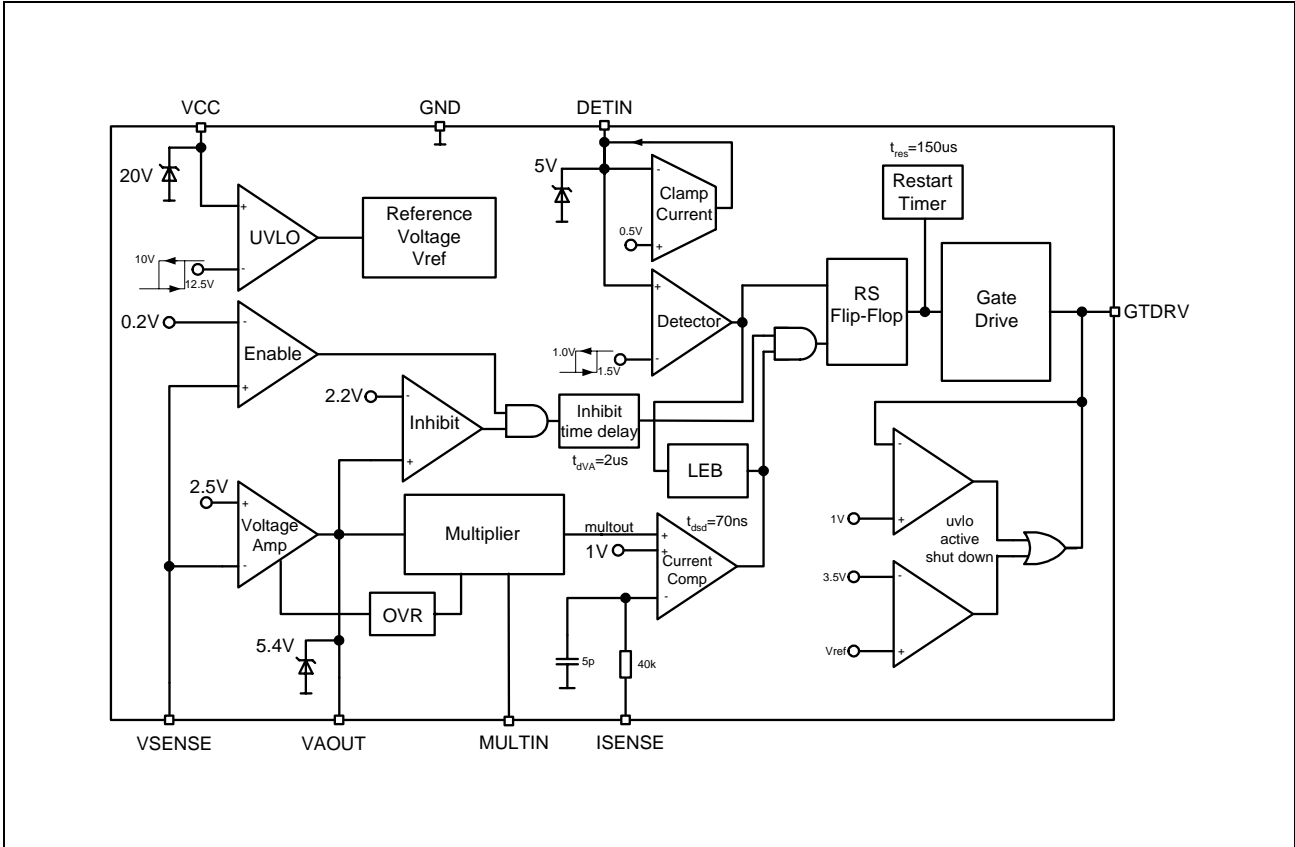 VCC
GND
DETIN
20V
5V
Clamp
Current
0.5V
t_res=150us
Restart
Timer
UVLO
Reference
Voltage
Vref
10V
12.5V
0.2V
Enable
Detector
1.0V
1.5V
RS
Flip-Flop
Gate
Drive
GTDRV
2.2V
Inhibit
Inhibit
time delay
t_dVA=2us
LEB
2.5V
Voltage
Amp
Multiplier
multout
t_dsd=70ns
1V
Current
Comp
OVR
5.4V
5p
40k
1V
uvlo
active
shut down
3.5V
Vref
VSENSE
VAOUT
MULTIN
ISENSE
+
-
-
+
-
+
+
-
-
+
+
-
+
+
-
-
+
-
+